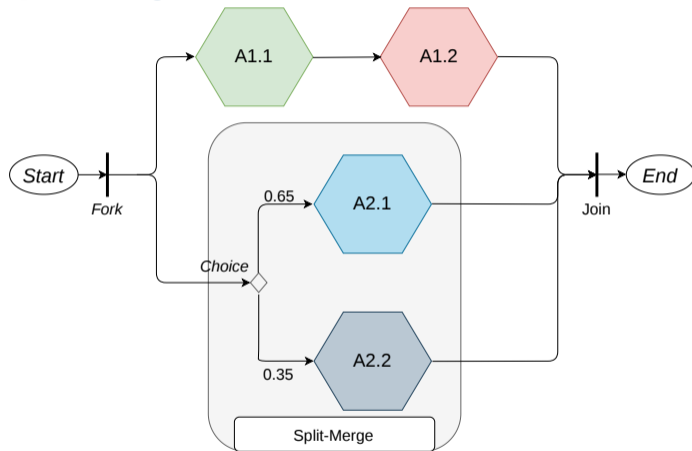 A1.1
A1.2
Start
Fork
Choice
0.65
A2.1
0.35
A2.2
Split-Merge
Join
End